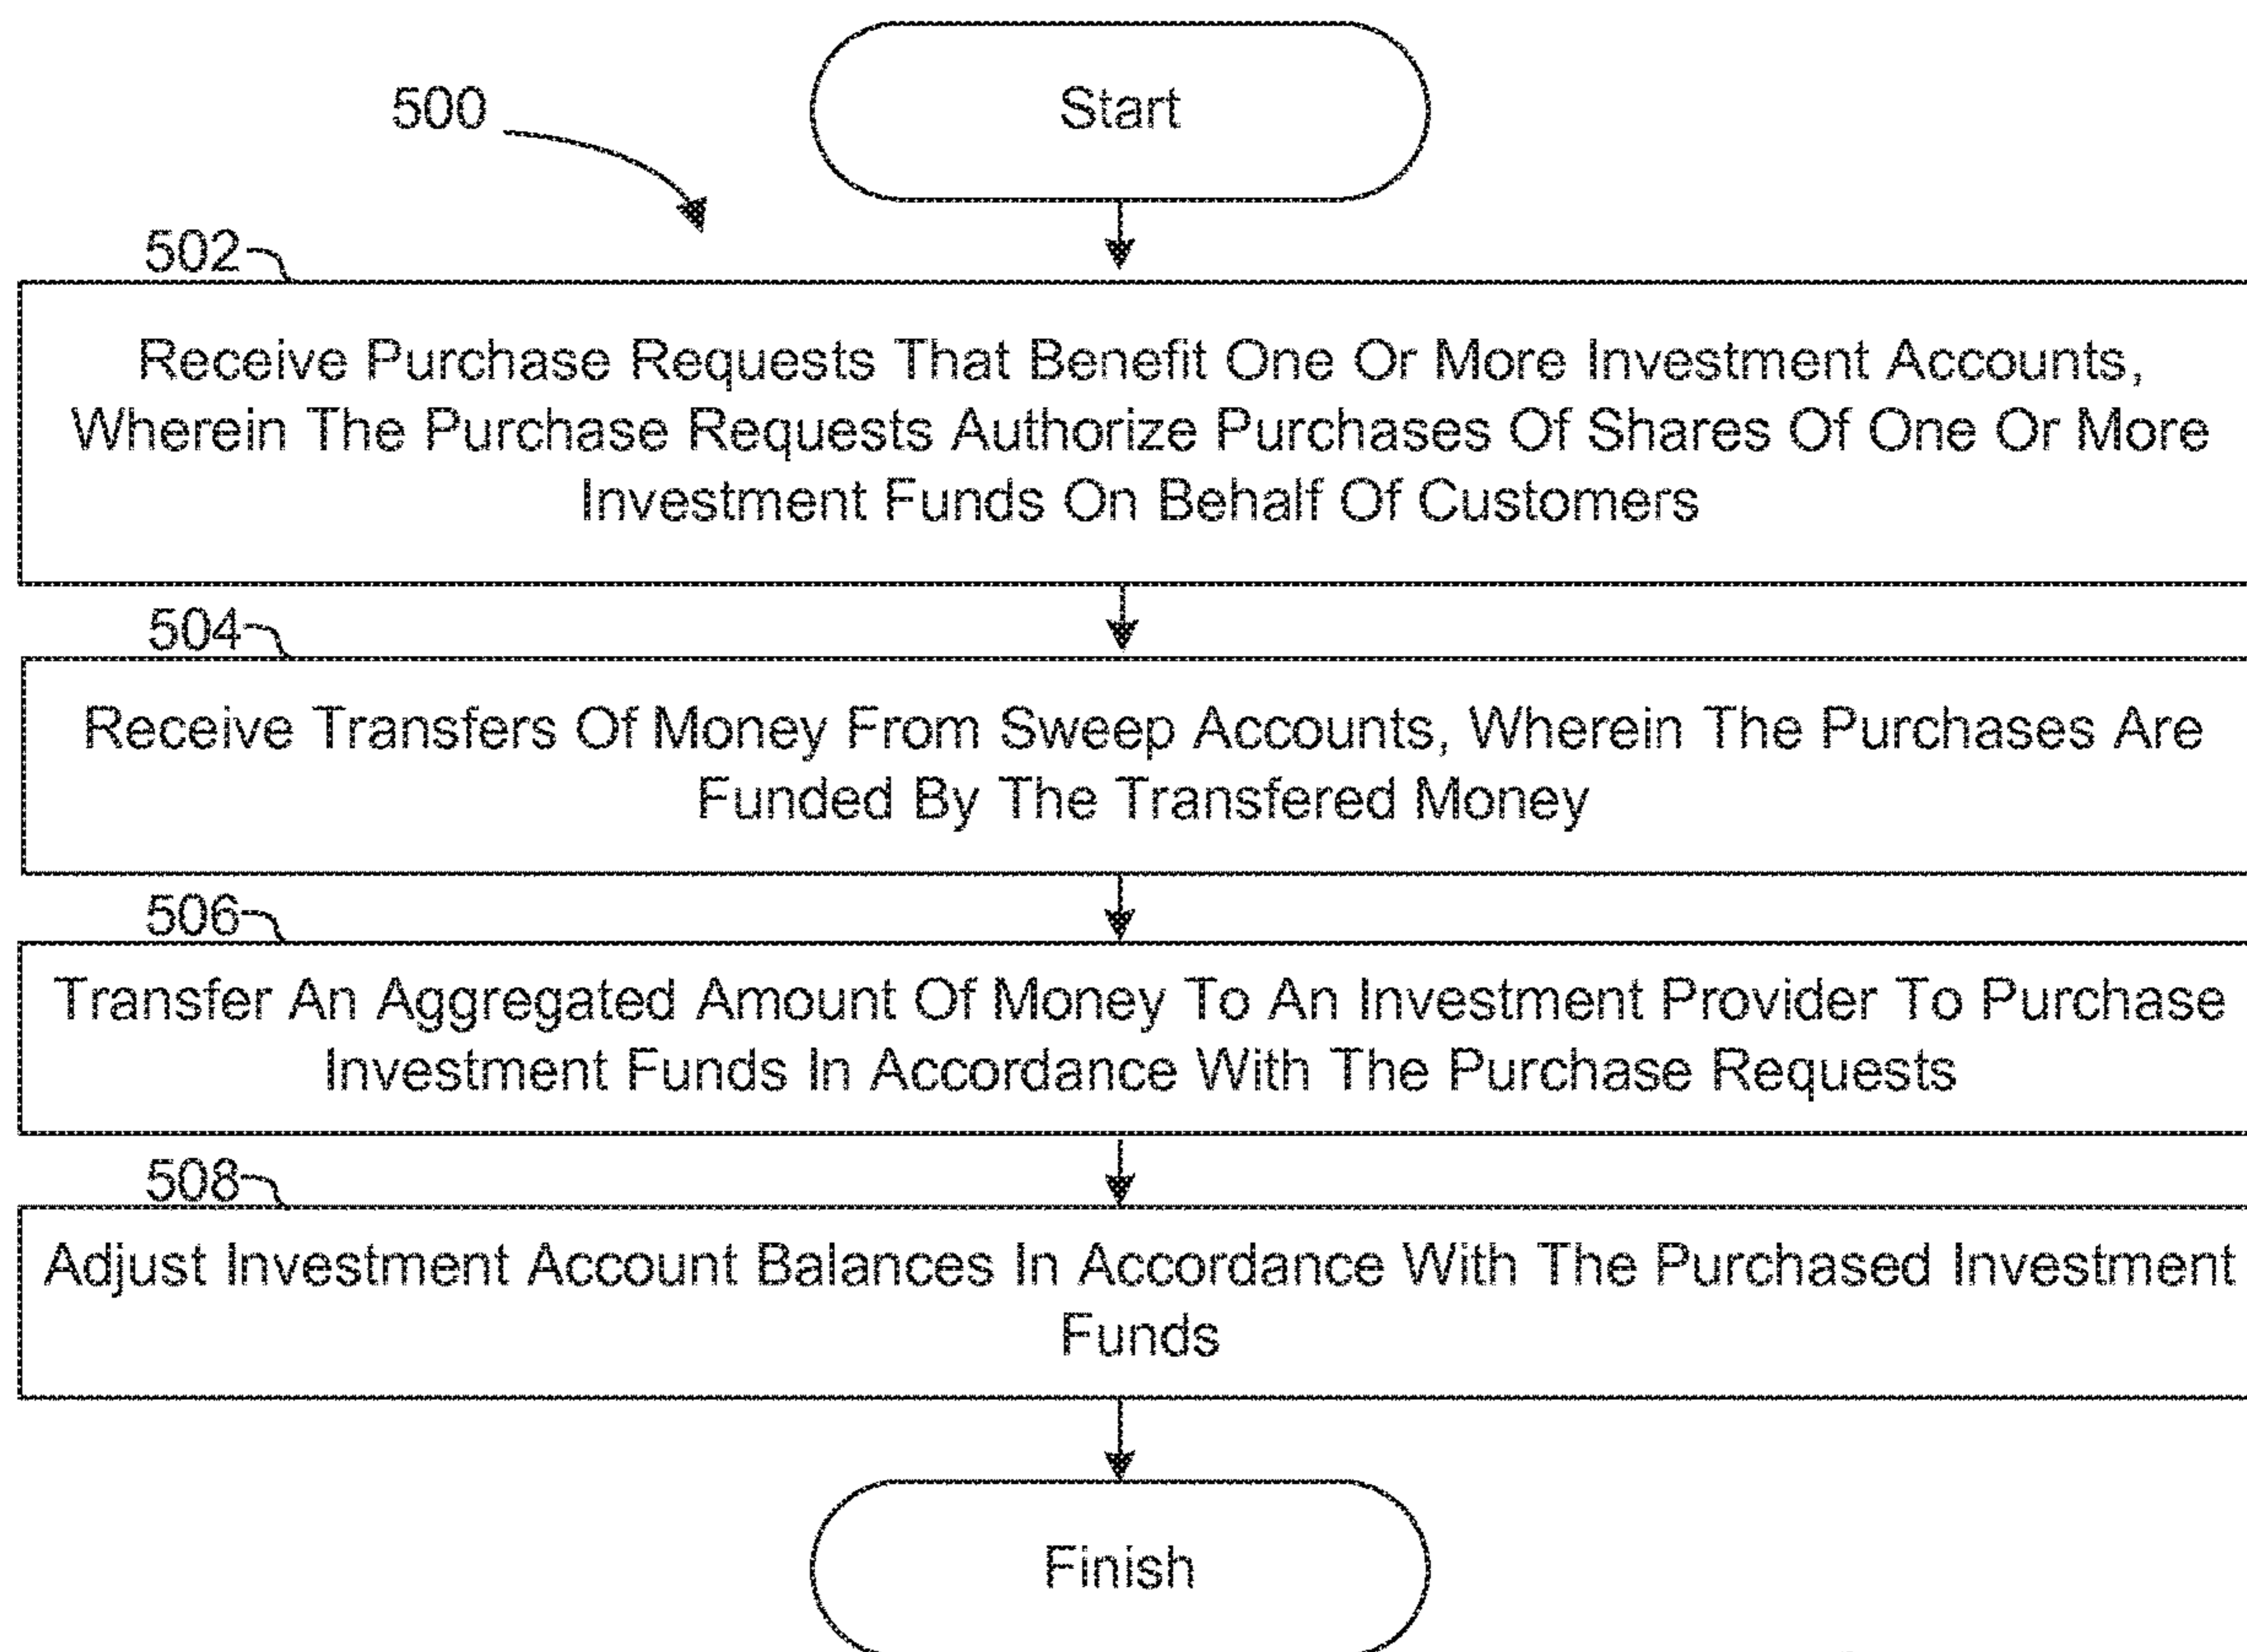 Start
500
502
Receive Purchase Requests That Benefit One Or More Investment Accounts,
Wherein The Purchase Requests Authorize Purchases Of Shares Of One Or More
Investment Funds On Behalf Of Customers
504
Receive Transfers Of Money From Sweep Accounts, Wherein The Purchases Are
Funded By The Transfered Money
506
Transfer An Aggregated Amount Of Money To An Investment Provider To Purchase
Investment Funds In Accordance With The Purchase Requests
508
Adjust Investment Account Balances In Accordance With The Purchased Investment
Funds
Finish